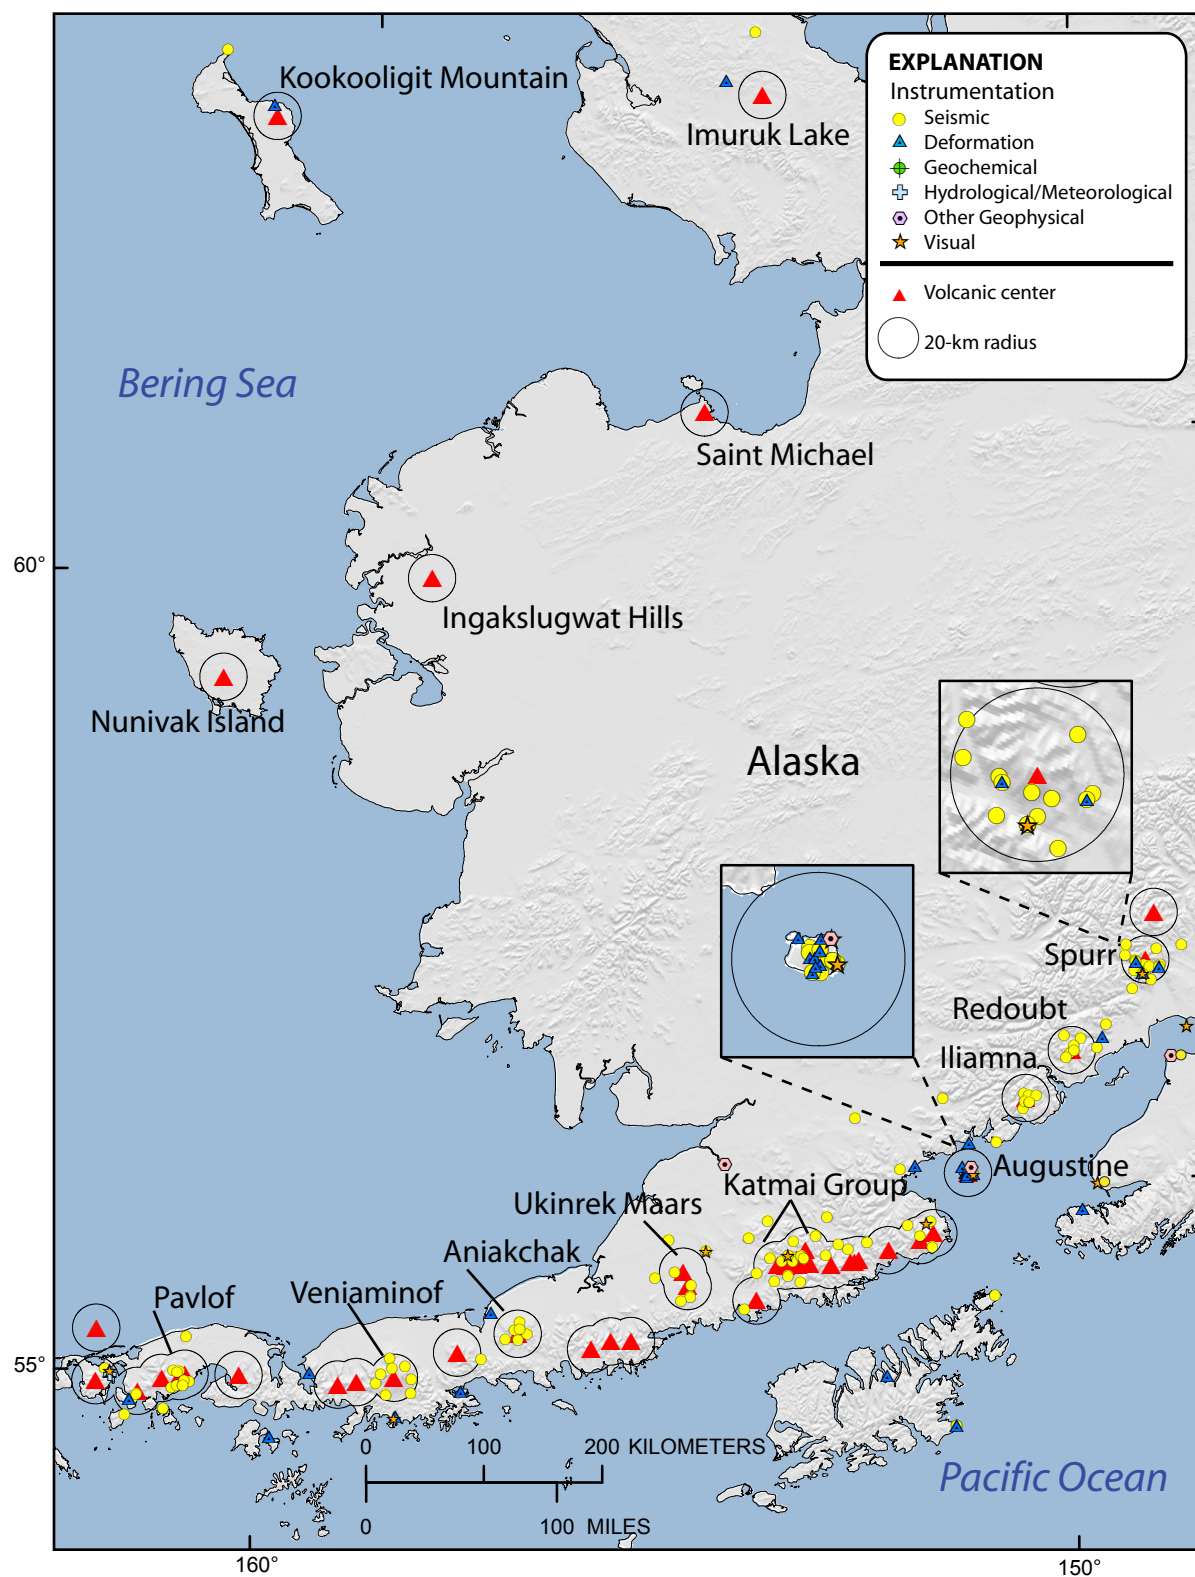 Kookooligit Mountain
Imuruk Lake
EXPLANATION
Instrumentation
Seismic
Deformation
Geochemical
Hydrological/Meteorological
Other Geophysical
Visual
Volcanic center
20-km radius
Bering Sea
Saint Michael
60°
Ingakslugwat Hills
Nunivak Island
Alaska
Spurr
Redoubt
Iliamna
Augustine
Katmai Group
Ukinrek Maars
Aniakchak
Veniaminof
Pavlof
55°
0 100 200 KILOMETERS
0 100 MILES
Pacific Ocean
160° 150°